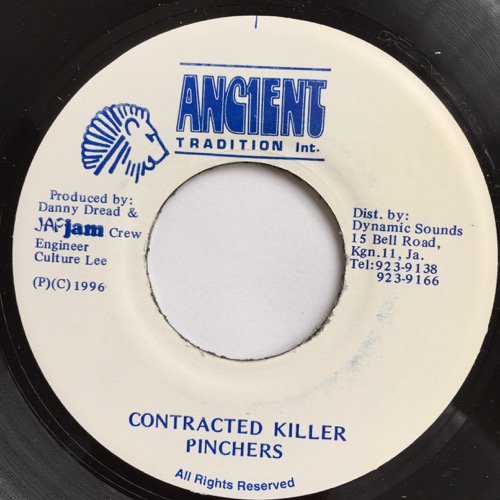 ANCIENT
TRADITION Int.
Produced by:
Danny Dread &
jam Crew
Engineer
Culture Lee
(P)(C) 1996
Dist. by:
Dynamic Sounds
15 Bell Road,
Kgn.11, Ja.
Tel:923-9138
923-9166
CONTRACTED KILLER
PINCHERS
All Rights Reserved